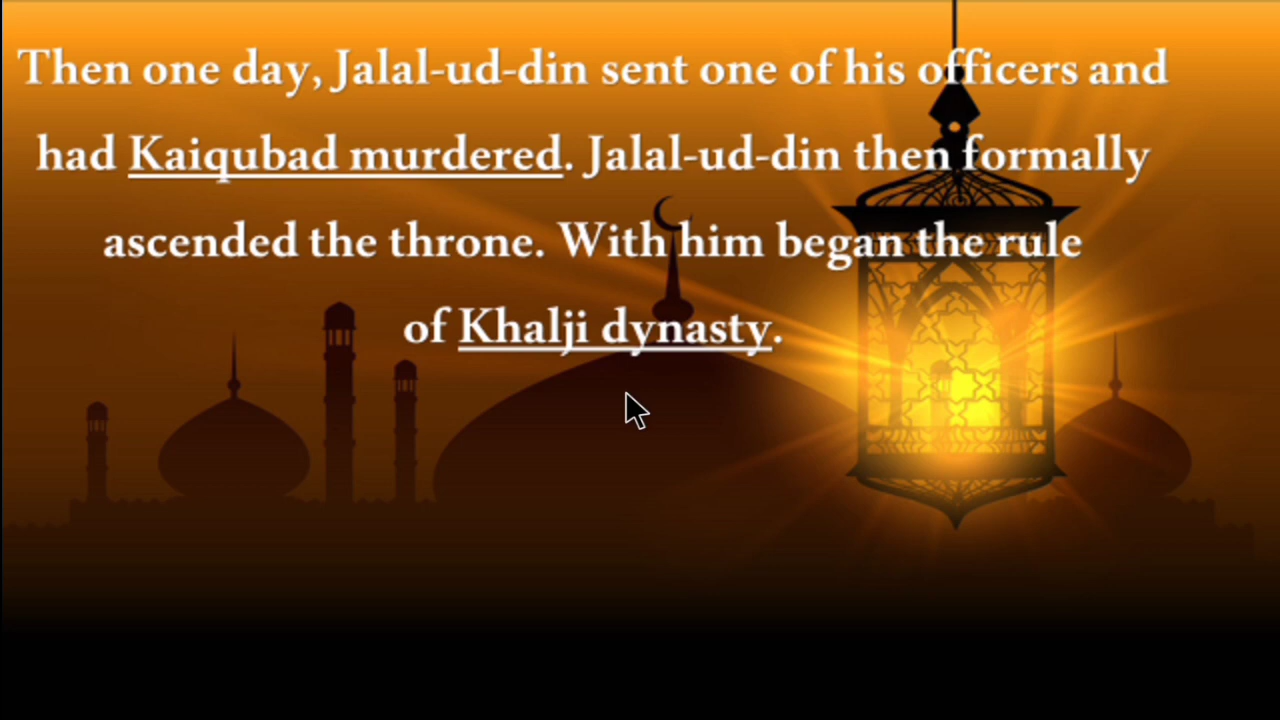 Then one day, Jalal-ud-din sent one of his officers and
had Kaiqubad murdered. Jalal-ud-din then formally
ascended the throne. With him began the rule
of Khalji dynasty.